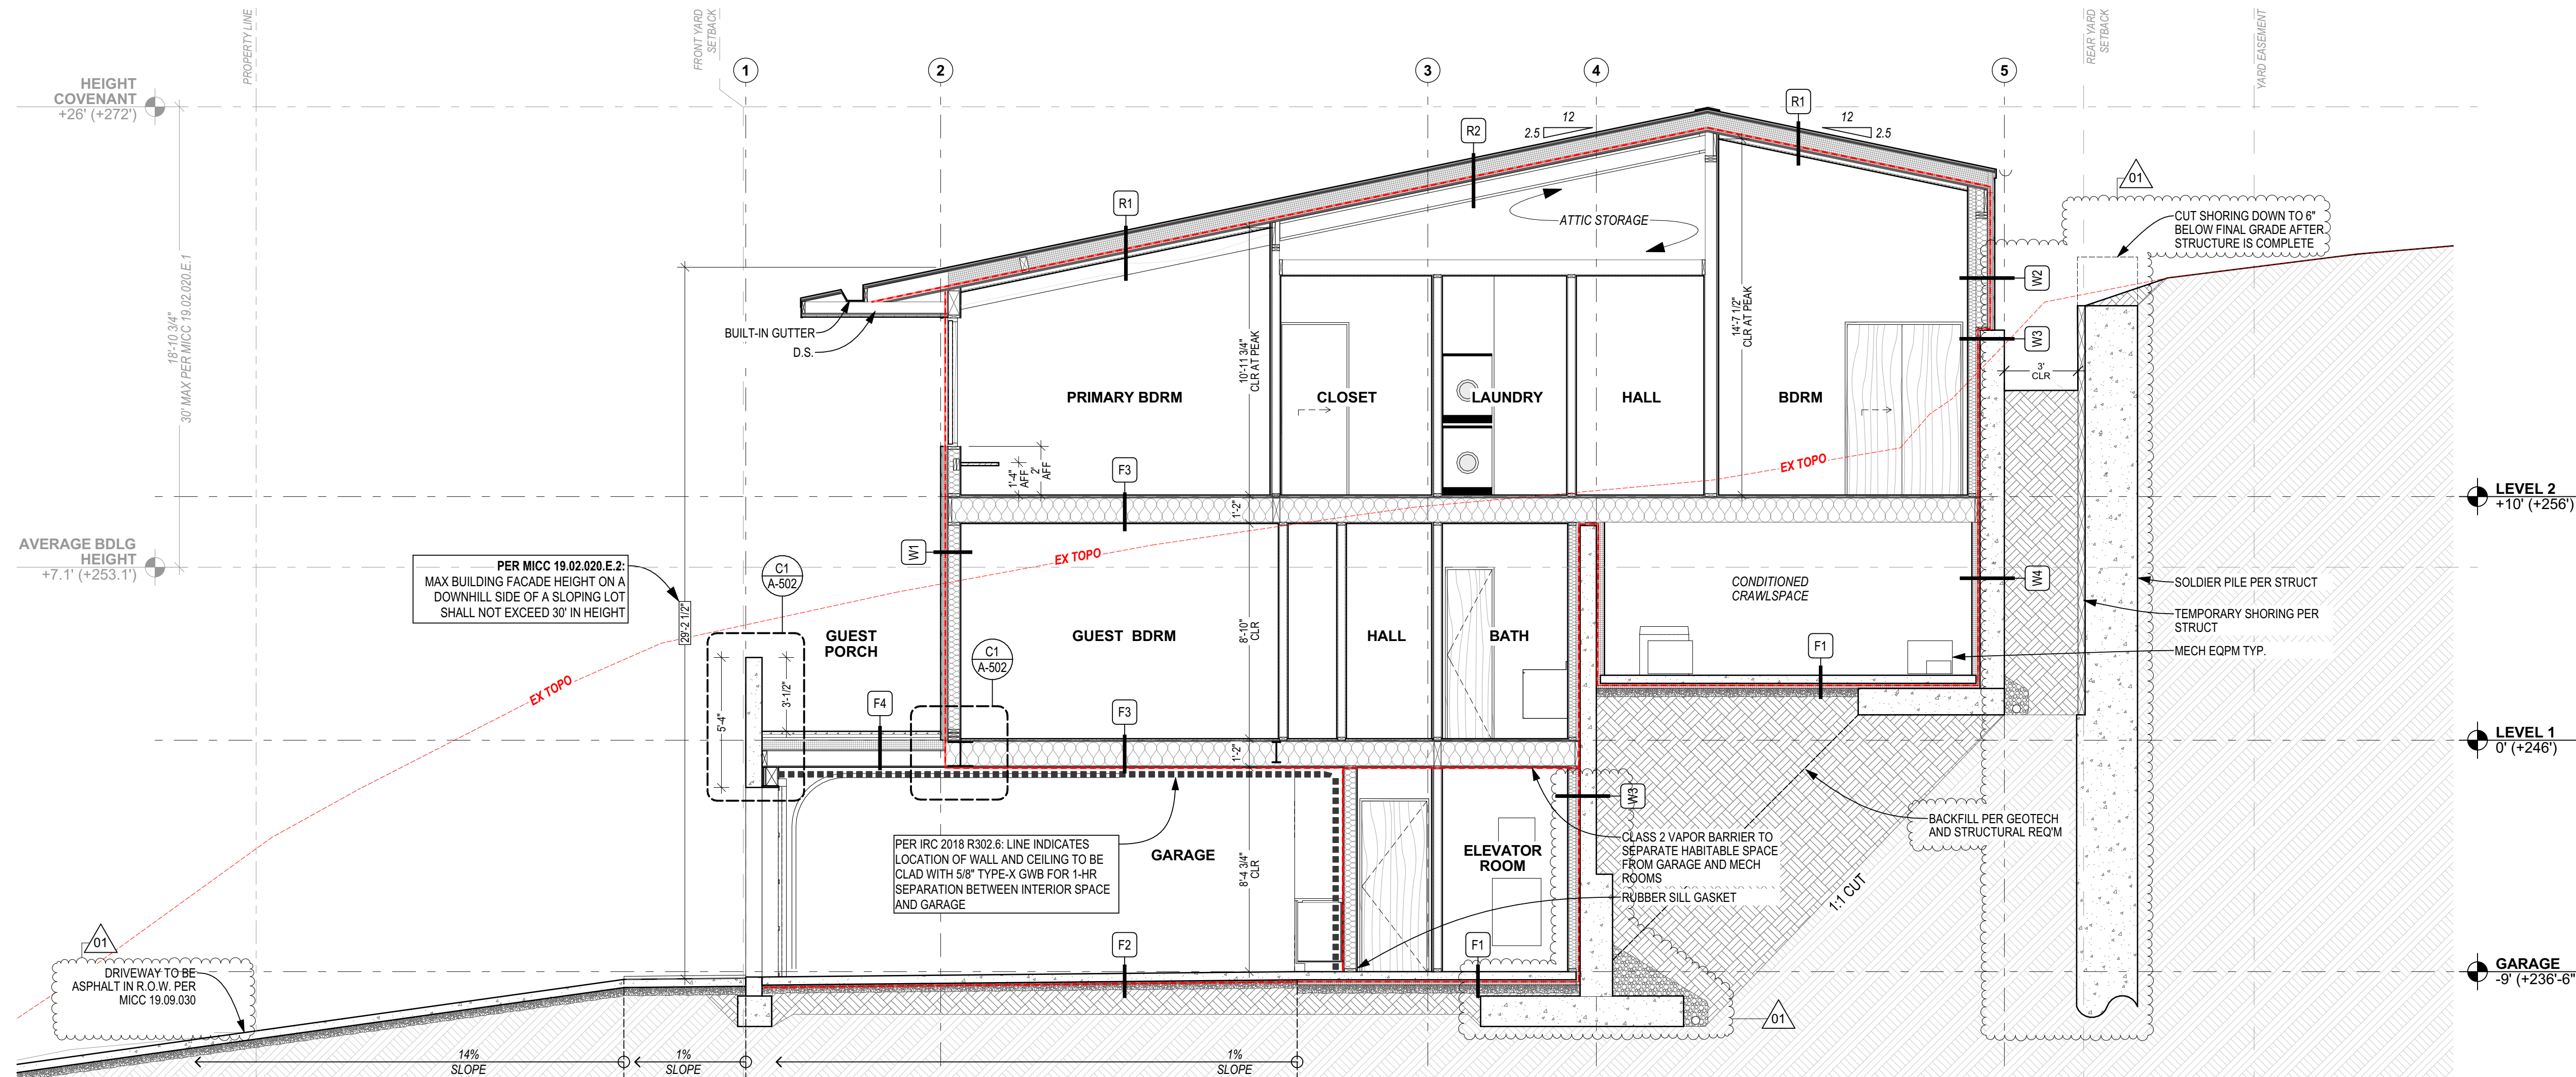 PROPERTY LINE
FRONT YARD
SETBACK
REAR YARD
SETBACK
YARD EASEMENT
1
2
3
4
5
HEIGHT
COVENANT
+26' (+272')
18'-10 3/4"
30' MAX PER MICC 19.02.020.E.1
AVERAGE BDLG
HEIGHT
+7.1' (+253.1')
R1
R2
R1
12
2.5
12
2.5
ATTIC STORAGE
01
CUT SHORING DOWN TO 6"
BELOW FINAL GRADE AFTER
STRUCTURE IS COMPLETE
W2
W3
3'
CLR
BUILT-IN GUTTER
D.S.
10'-11 3/4"
CLR AT PEAK
14'-7 1/2"
CLR AT PEAK
PRIMARY BDRM
CLOSET
LAUNDRY
HALL
BDRM
1'-4"
AFF
2'
AFF
F3
EX TOPO
LEVEL 2
+10' (+256')
1'-2"
W1
EX TOPO
PER MICC 19.02.020.E.2:
MAX BUILDING FACADE HEIGHT ON A
DOWNHILL SIDE OF A SLOPING LOT
SHALL NOT EXCEED 30' IN HEIGHT
29'-2 1/2"
C1
A-502
GUEST
PORCH
C1
A-502
GUEST BDRM
8'-10"
CLR
HALL
BATH
CONDITIONED
CRAWLSPACE
F1
W4
SOLDIER PILE PER STRUCT
TEMPORARY SHORING PER
STRUCT
MECH EQPM TYP.
EX TOPO
5'-4"
3'-1/2"
F4
F3
1'-2"
LEVEL 1
0' (+246')
W3
PER IRC 2018 R302.6: LINE INDICATES
LOCATION OF WALL AND CEILING TO BE
CLAD WITH 5/8" TYPE-X GWB FOR 1-HR
SEPARATION BETWEEN INTERIOR SPACE
AND GARAGE
GARAGE
8'-4 3/4"
CLR
ELEVATOR
ROOM
CLASS 2 VAPOR BARRIER TO
SEPARATE HABITABLE SPACE
FROM GARAGE AND MECH
ROOMS
RUBBER SILL GASKET
BACKFILL PER GEOTECH
AND STRUCTURAL REQ'M
1:1 CUT
F2
F1
01
DRIVEWAY TO BE
ASPHALT IN R.O.W. PER
MICC 19.09.030
GARAGE
-9' (+236'-6")
01
14%
SLOPE
1%
SLOPE
1%
SLOPE